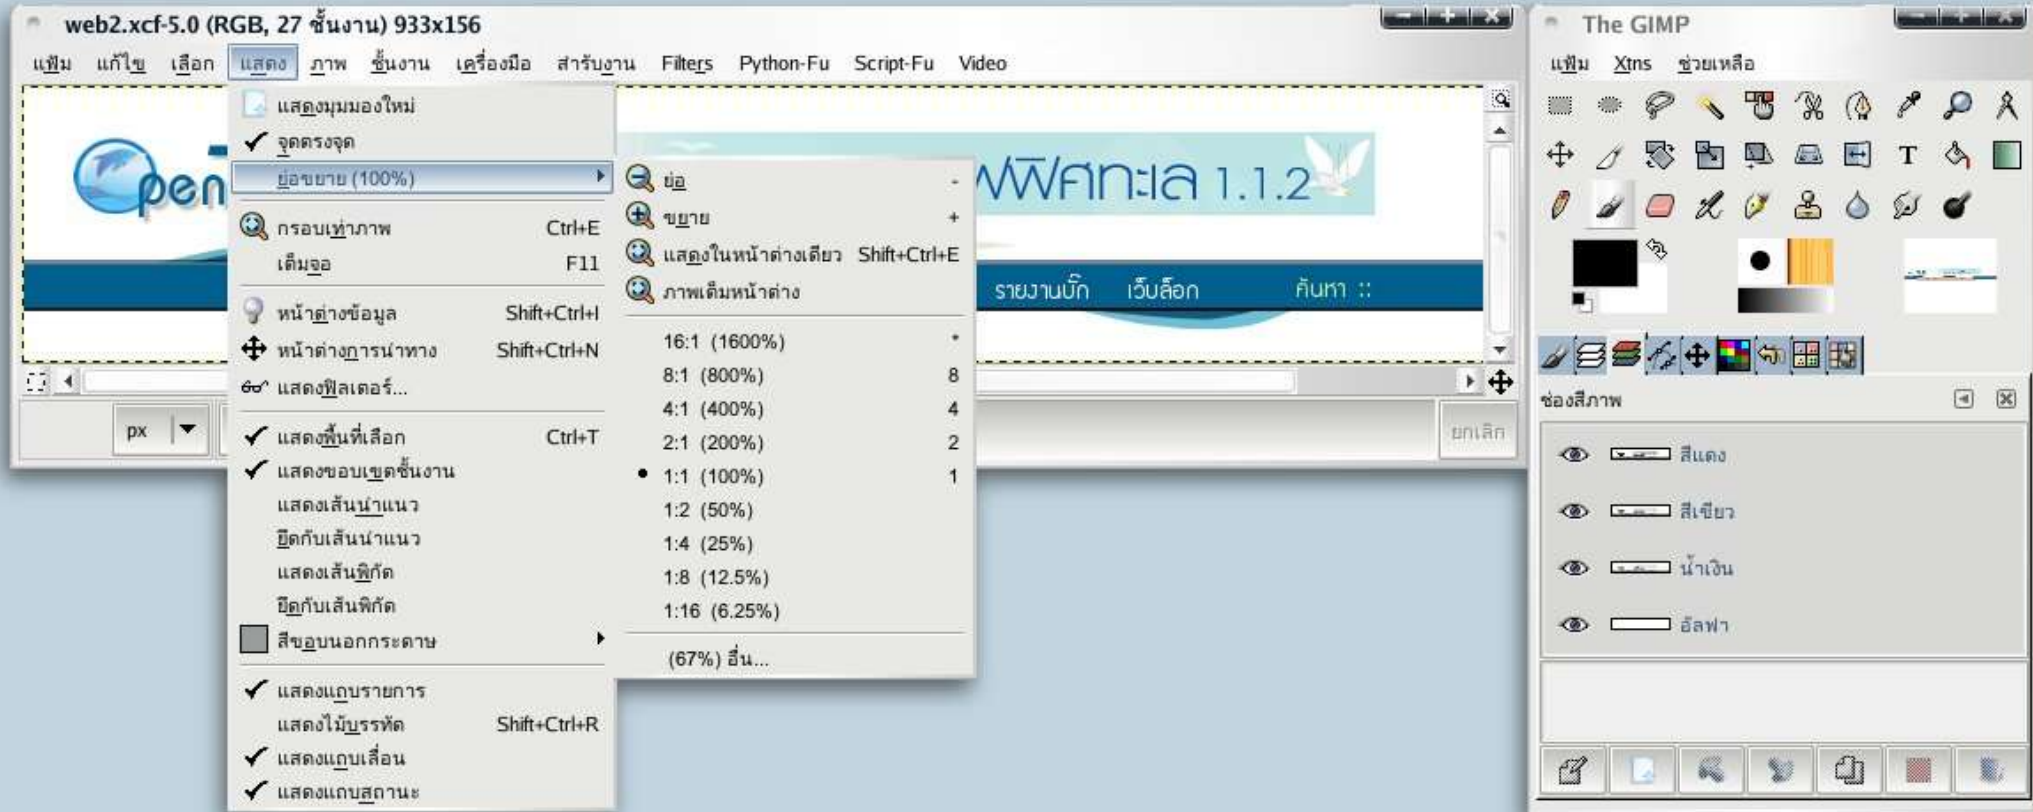 web2.xcf-5.0 (RGB, 27 ชั้นงาน) 933x156
แฟ้ม แก้ไข เลือก แสดง ภาพ ชั้นงาน เครื่องมือ สำรับงาน Filters Python-Fu Script-Fu Video
pen
ฟฟิศทะเล 1.1.2
รายงานบั๊ก เว็บล็อก ค้นหา ::
px
ยกเลิก
แสดงมุมมองใหม่
จุดตรงจุด
ย่อขยาย (100%)
กรอบเท่าภาพ Ctrl+E
เต็มจอ F11
หน้าต่างข้อมูล Shift+Ctrl+I
หน้าต่างการนำทาง Shift+Ctrl+N
แสดงฟิลเตอร์...
แสดงพื้นที่เลือก Ctrl+T
แสดงขอบเขตชั้นงาน
แสดงเส้นนำแนว
ยึดกับเส้นนำแนว
แสดงเส้นพิกัด
ยึดกับเส้นพิกัด
สีขอบนอกกระดาษ
แสดงแถบรายการ
แสดงไม้บรรทัด Shift+Ctrl+R
แสดงแถบเลื่อน
แสดงแถบสถานะ
ย่อ -
ขยาย +
แสดงในหน้าต่างเดียว Shift+Ctrl+E
ภาพเต็มหน้าต่าง
16:1 (1600%) *
8:1 (800%) 8
4:1 (400%) 4
2:1 (200%) 2
1:1 (100%) 1
1:2 (50%)
1:4 (25%)
1:8 (12.5%)
1:16 (6.25%)
(67%) อื่น...
The GIMP
แฟ้ม Xtns ช่วยเหลือ
ช่องสีภาพ
สีแดง
สีเขียว
น้ำเงิน
อัลฟา